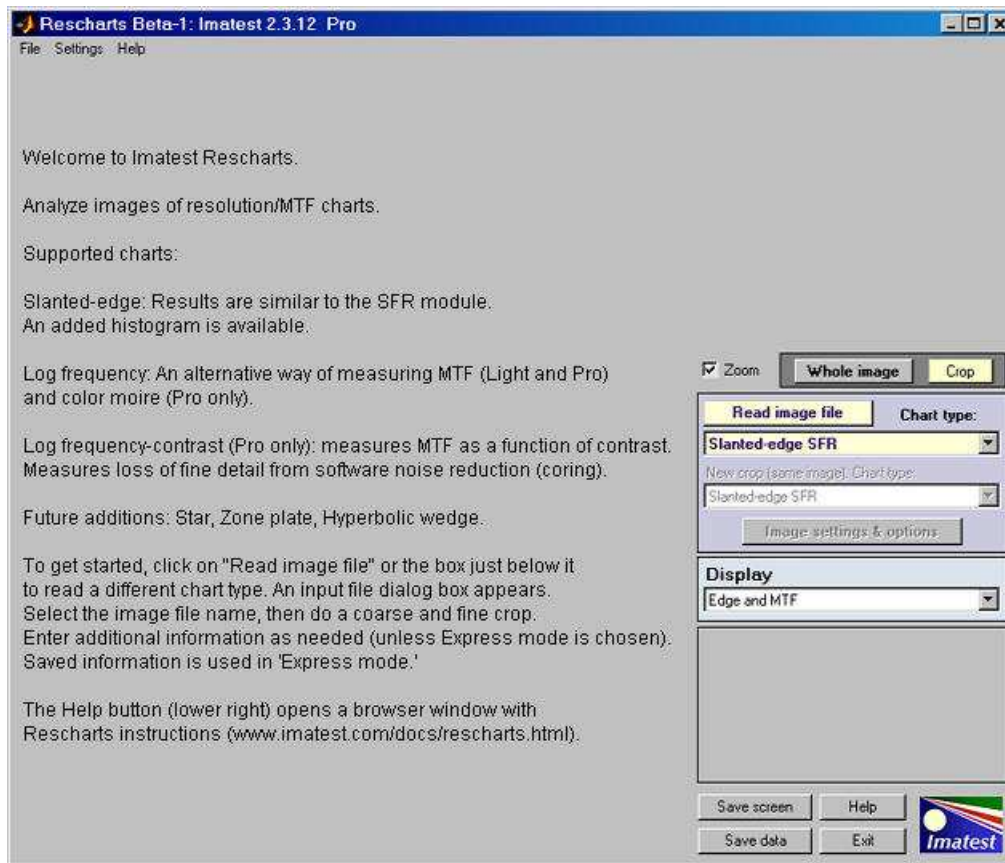 Rescharts Beta-1: Imatest 2.3.12 Pro
File Settings Help
Welcome to Imatest Rescharts.
Analyze images of resolution/MTF charts.
Supported charts:
Slanted-edge: Results are similar to the SFR module.
An added histogram is available.
Log frequency: An alternative way of measuring MTF (Light and Pro)
and color moire (Pro only).
Log frequency-contrast (Pro only): measures MTF as a function of contrast.
Measures loss of fine detail from software noise reduction (coring).
Future additions: Star, Zone plate, Hyperbolic wedge.
To get started, click on "Read image file" or the box just below it
to read a different chart type. An input file dialog box appears.
Select the image file name, then do a coarse and fine crop.
Enter additional information as needed (unless Express mode is chosen).
Saved information is used in 'Express mode.'
The Help button (lower right) opens a browser window with
Rescharts instructions (www.imatest.com/docs/rescharts.html).
Zoom Whole image Crop
Read image file Chart type:
Slanted-edge SFR
New crop (same image). Chart type:
Slanted-edge SFR
Image settings & options
Display
Edge and MTF
Save screen Help
Save data Exit
Imatest